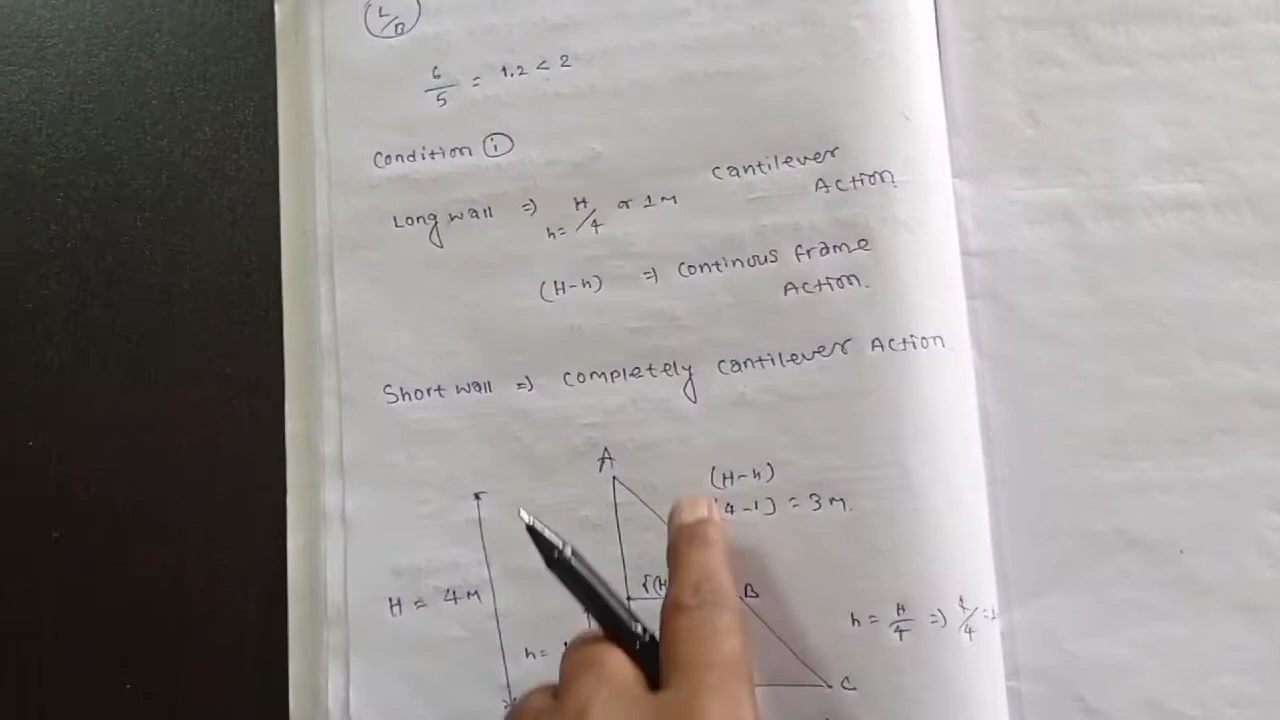 L/B
6/5 = 1.2 < 2
Condition ①
Long wall ⇒ h = H/4 or 1M Cantilever Action.
(H-h) ⇒ Continous frame Action.
Short wall ⇒ Completely cantilever Action.
A
(H-h)
[4-1] = 3M.
H = 4M
B
h = H/4 ⇒ 4/4 =
h =
C